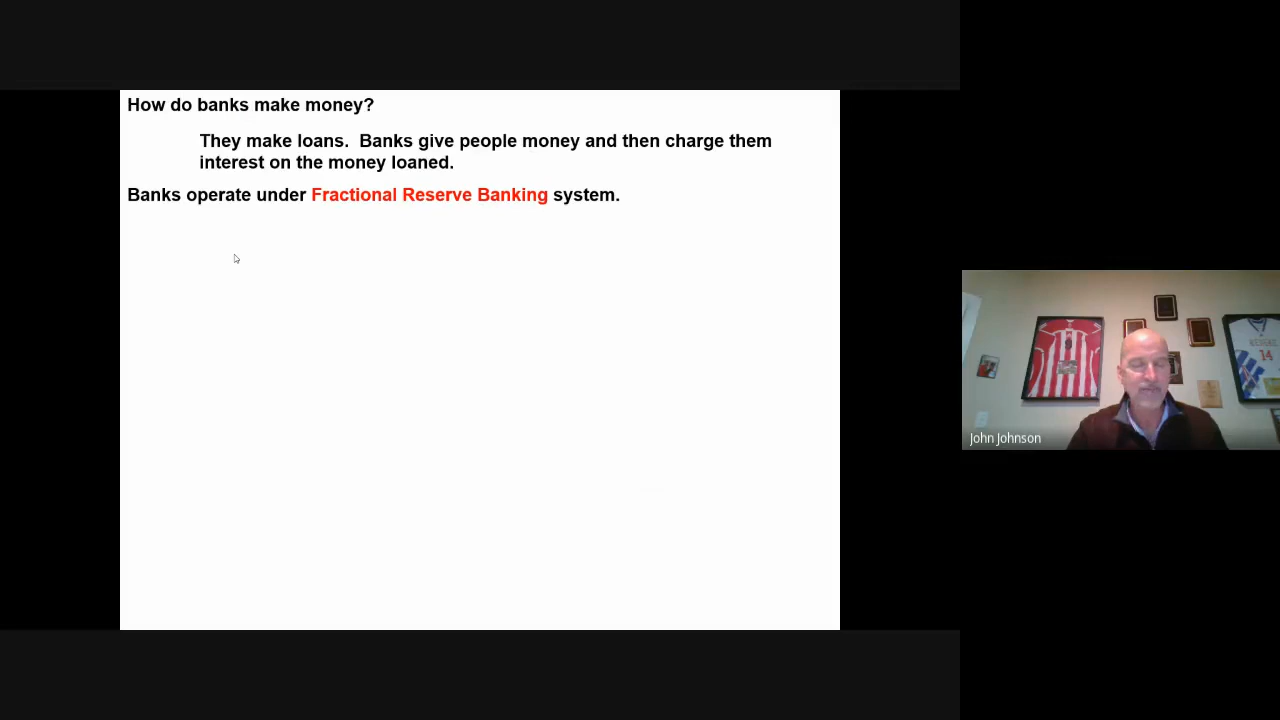 How do banks make money?
They make loans.  Banks give people money and then charge them
interest on the money loaned.
Banks operate under Fractional Reserve Banking system.
John Johnson
14